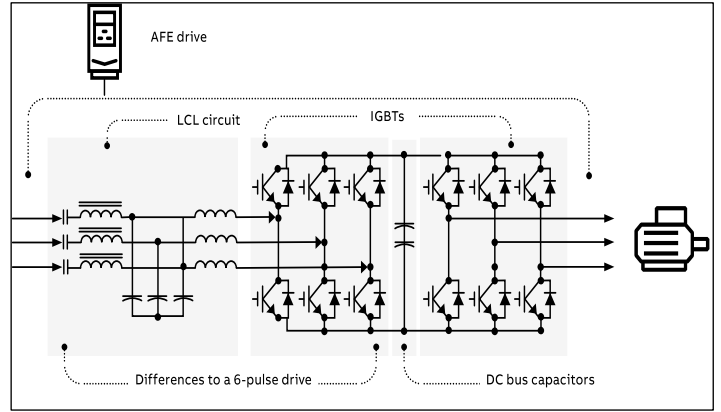 AFE drive
LCL circuit
IGBTs
Differences to a 6-pulse drive
DC bus capacitors